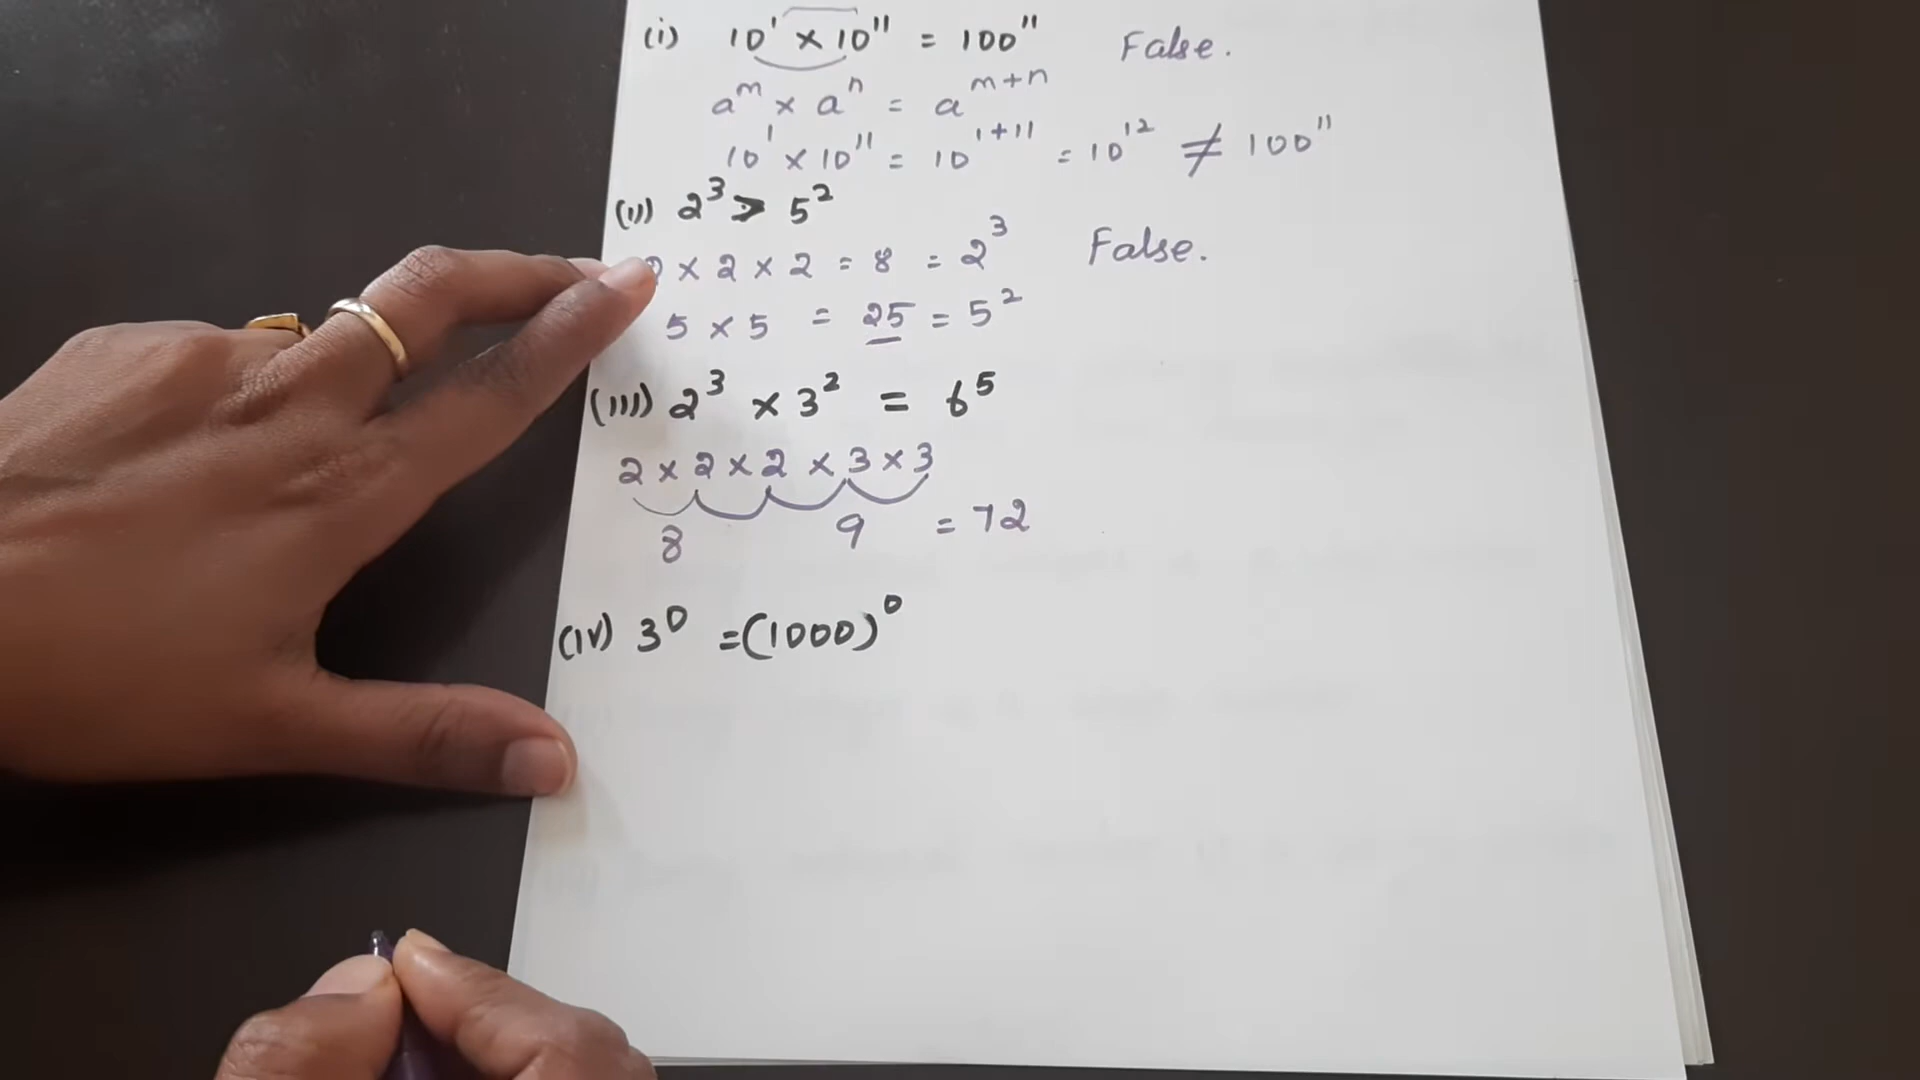 (i) 10¹ × 10¹¹ = 100¹¹ False.
aᵐ × aⁿ = aᵐ⁺ⁿ
10¹ × 10¹¹ = 10¹⁺¹¹ = 10¹² ≠ 100¹¹
(ii) 2³ > 5²
2 × 2 × 2 = 8 = 2³ False.
5 × 5 = 25 = 5²
(iii) 2³ × 3² = 6⁵
2 × 2 × 2 × 3 × 3
8 9 = 72
(iv) 3⁰ = (1000)⁰